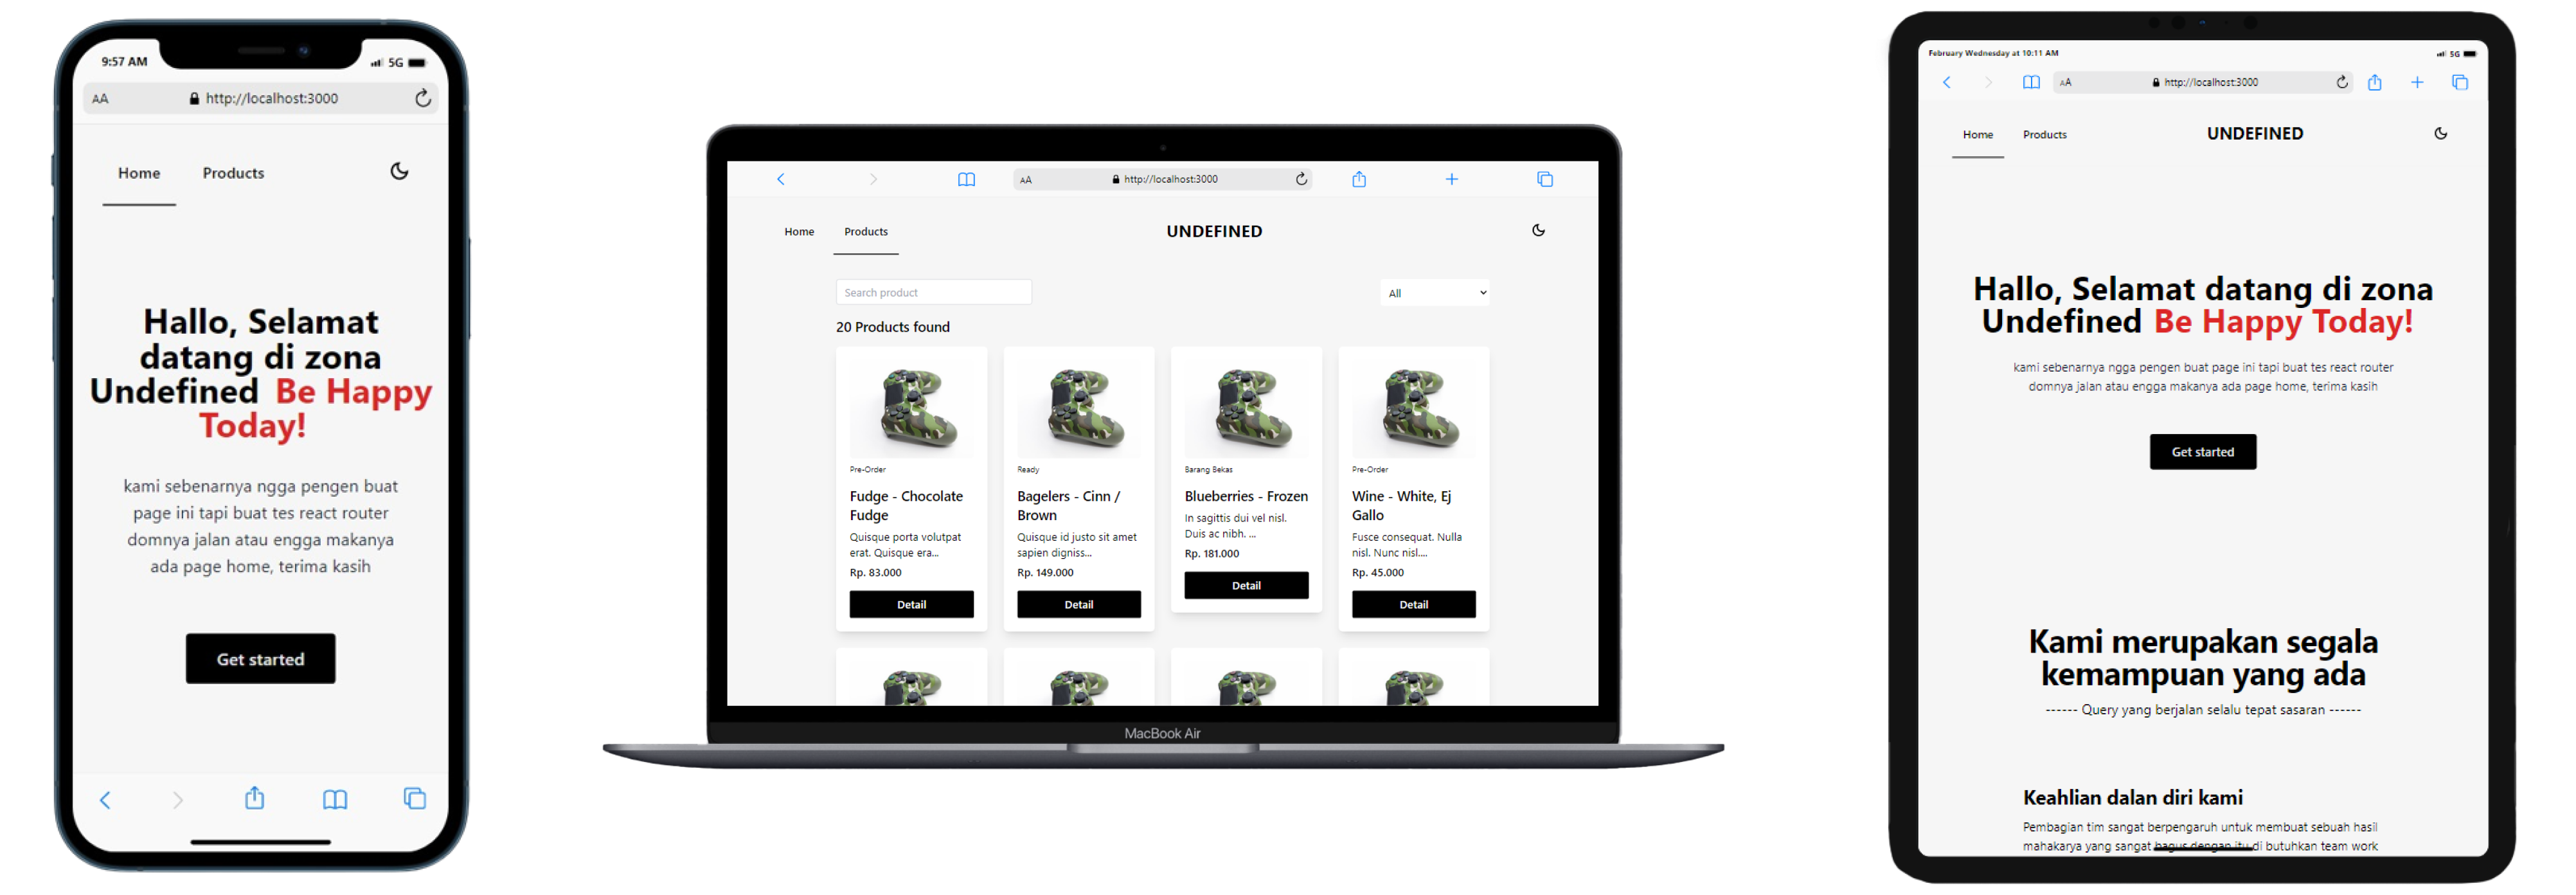 9:57 AM
5G
AA
http://localhost:3000
Home
Products
Hallo, Selamat
datang di zona
Undefined Be Happy
Today!
kami sebenarnya ngga pengen buat
page ini tapi buat tes react router
domnya jalan atau engga makanya
ada page home, terima kasih
Get started
AA
http://localhost:3000
Home
Products
UNDEFINED
Search product
All
20 Products found
Pre-Order
Fudge - Chocolate
Fudge
Quisque porta volutpat
erat. Quisque era...
Rp. 83.000
Detail
Ready
Bagelers - Cinn /
Brown
Quisque id justo sit amet
sapien digniss...
Rp. 149.000
Detail
Barang Bekas
Blueberries - Frozen
In sagittis dui vel nisl.
Duis ac nibh. ...
Rp. 181.000
Detail
Pre-Order
Wine - White, Ej
Gallo
Fusce consequat. Nulla
nisl. Nunc nisl....
Rp. 45.000
Detail
MacBook Air
February Wednesday at 10:11 AM
5G
AA
http://localhost:3000
Home
Products
UNDEFINED
Hallo, Selamat datang di zona
Undefined Be Happy Today!
kami sebenarnya ngga pengen buat page ini tapi buat tes react router
domnya jalan atau engga makanya ada page home, terima kasih
Get started
Kami merupakan segala
kemampuan yang ada
------ Query yang berjalan selalu tepat sasaran ------
Keahlian dalan diri kami
Pembagian tim sangat berpengaruh untuk membuat sebuah hasil
mahakarya yang sangat bagus dengan itu di butuhkan team work